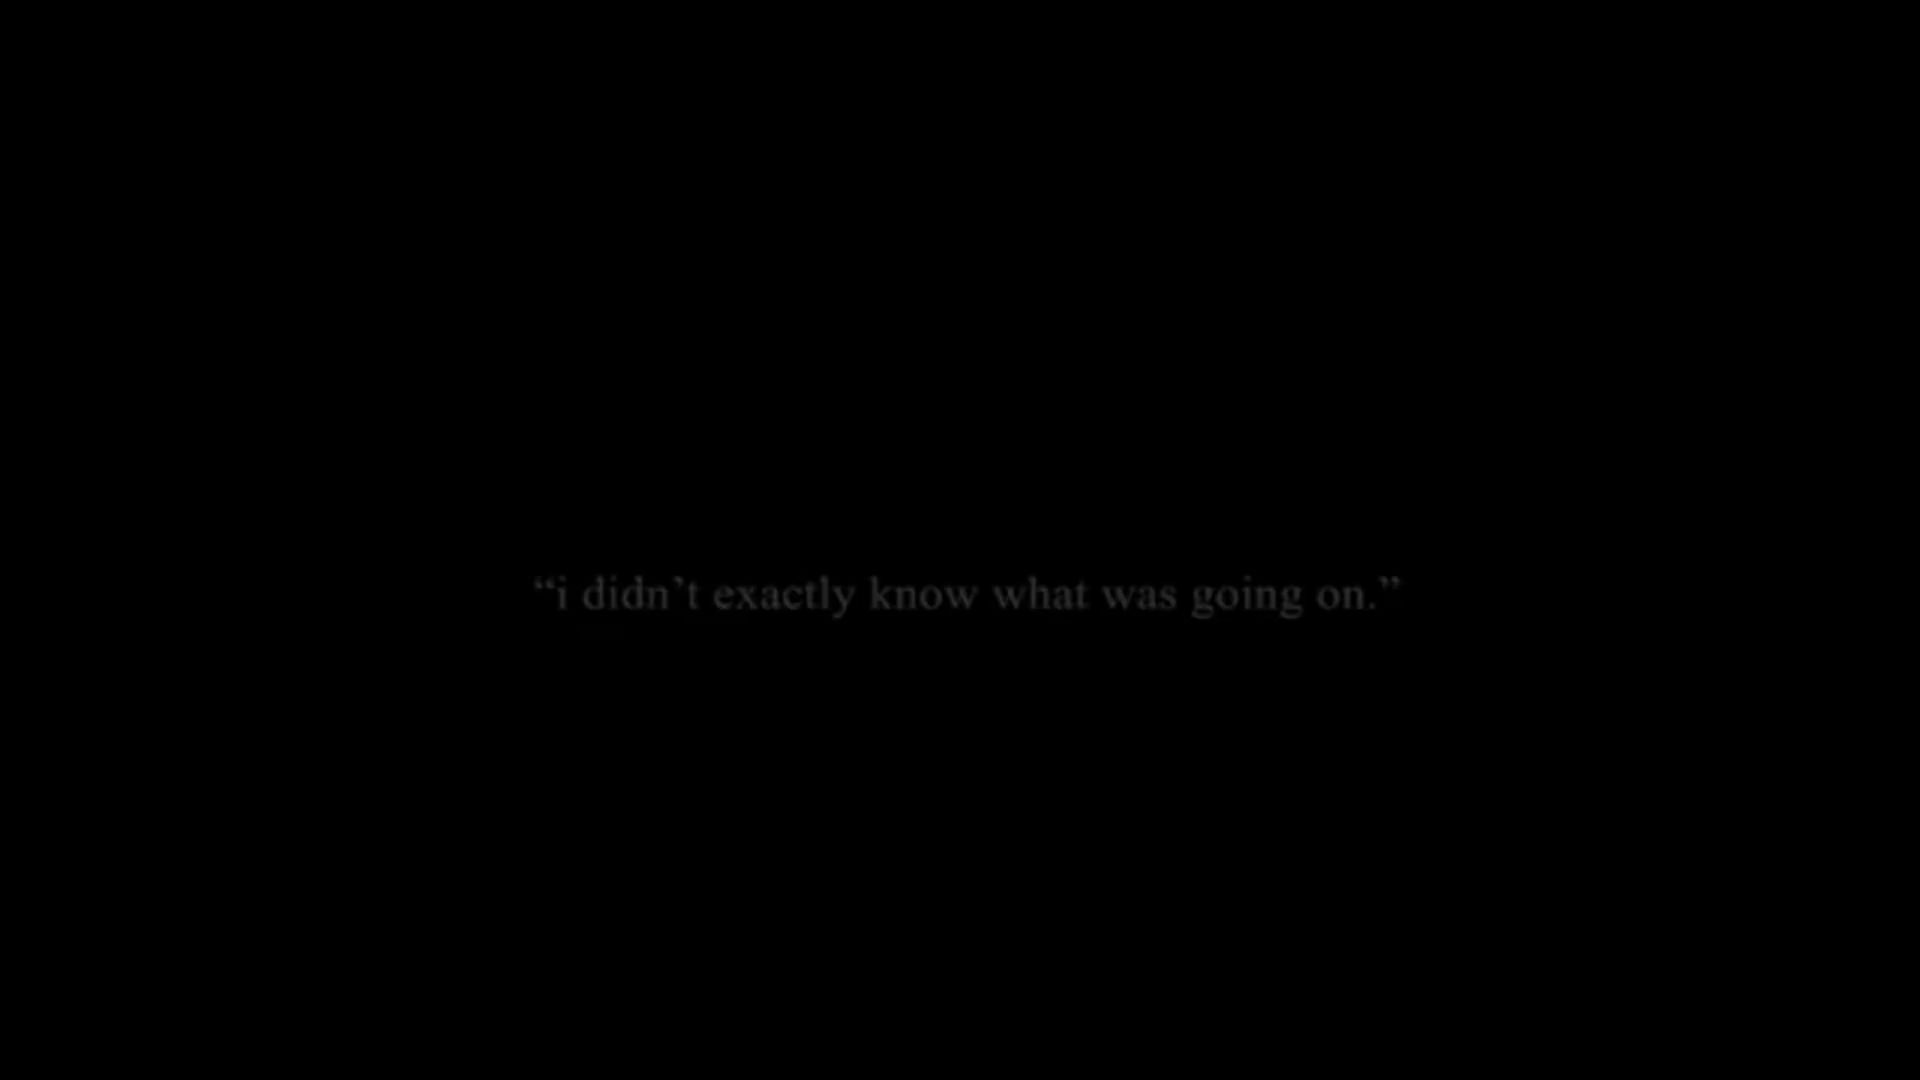 “i didn’t exactly know what was going on.”